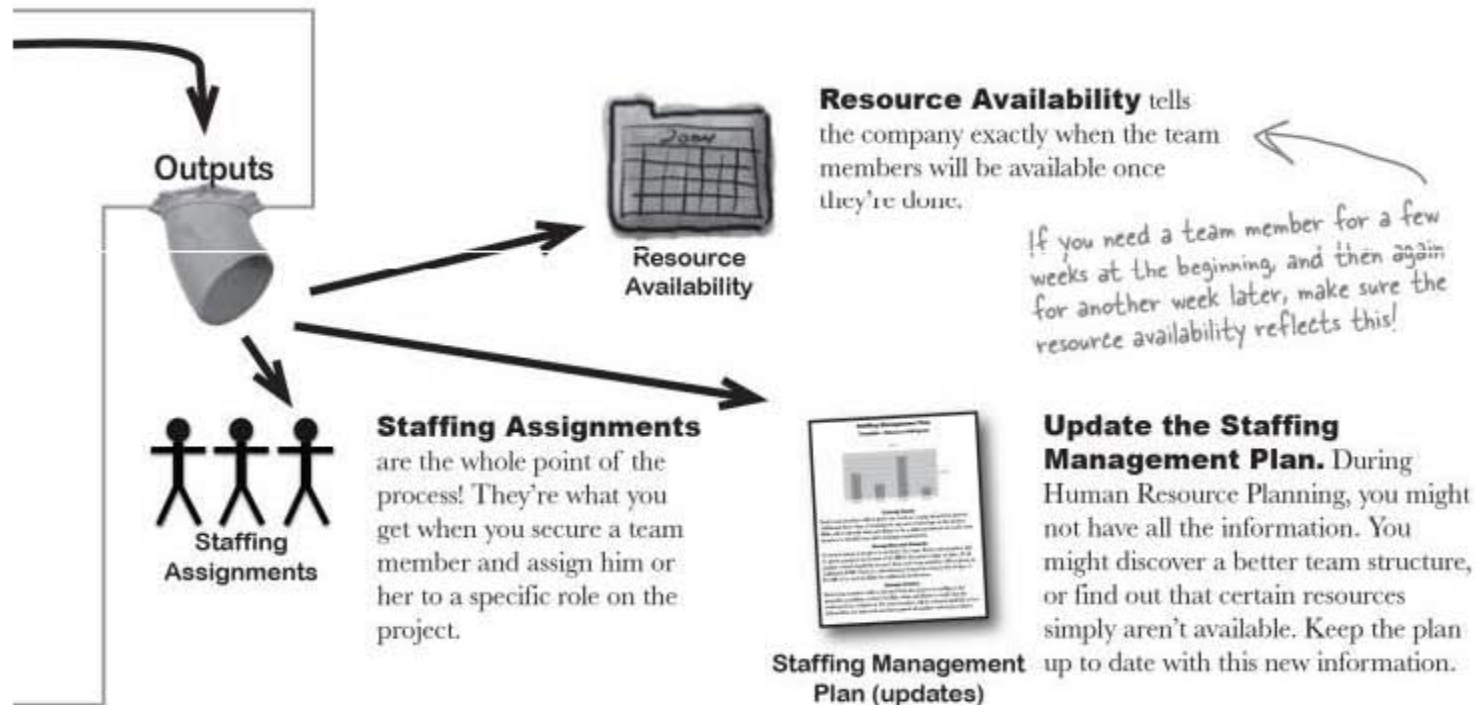 Outputs
Resource
Availability
Resource Availability tells
the company exactly when the team
members will be available once
they're done.
If you need a team member for a few
weeks at the beginning, and then again
for another week later, make sure the
resource availability reflects this!
Staffing
Assignments
Staffing Assignments
are the whole point of the
process! They're what you
get when you secure a team
member and assign him or
her to a specific role on the
project.
Staffing Management Plan
Staffing Management
Plan (updates)
Update the Staffing
Management Plan. During
Human Resource Planning, you might
not have all the information. You
might discover a better team structure,
or find out that certain resources
simply aren't available. Keep the plan
up to date with this new information.